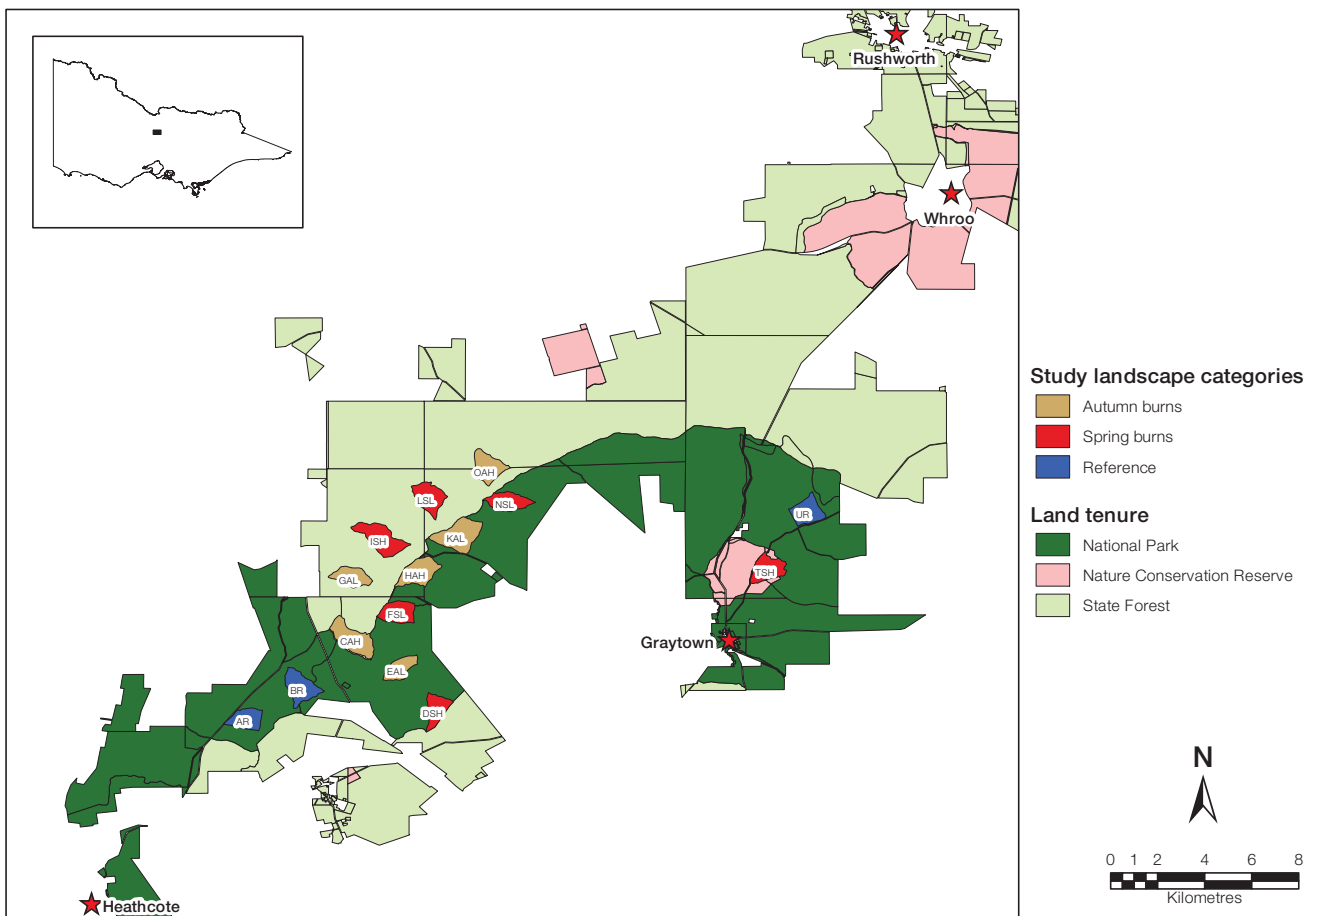 Rushworth
Whroo
OAH
LSL
NSL
UR
ISH
KAL
TSH
GAL
HAH
FSL
CAH
Graytown
EAL
BR
DSH
AR
Heathcote
Study landscape categories
Autumn burns
Spring burns
Reference
Land tenure
National Park
Nature Conservation Reserve
State Forest
N
0 1 2 4 6 8
Kilometres